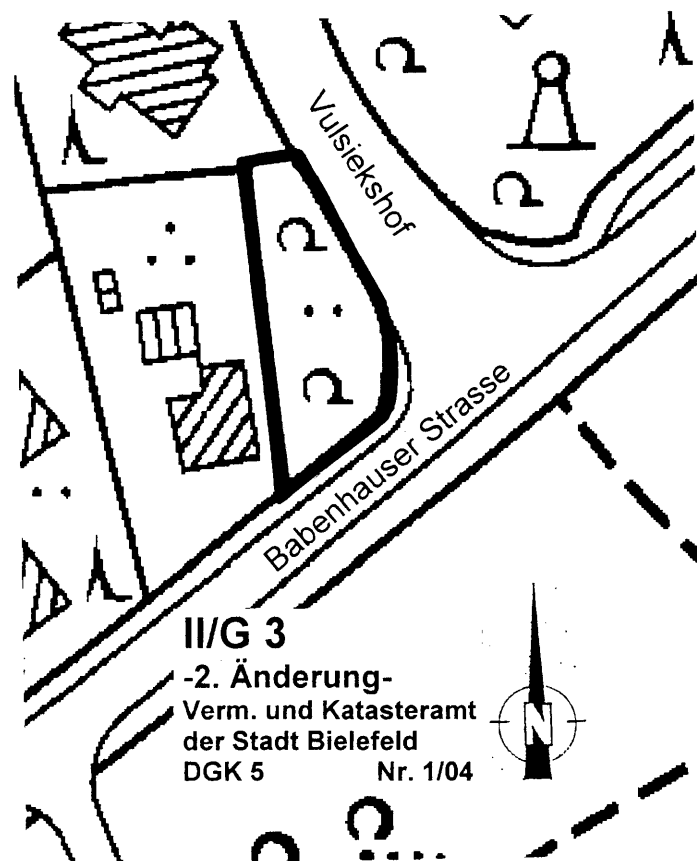 Vulsiekshof
Babenhauser Strasse
II/G 3
-2. Änderung-
Verm. und Katasteramt
der Stadt Bielefeld
DGK 5 Nr. 1/04
N